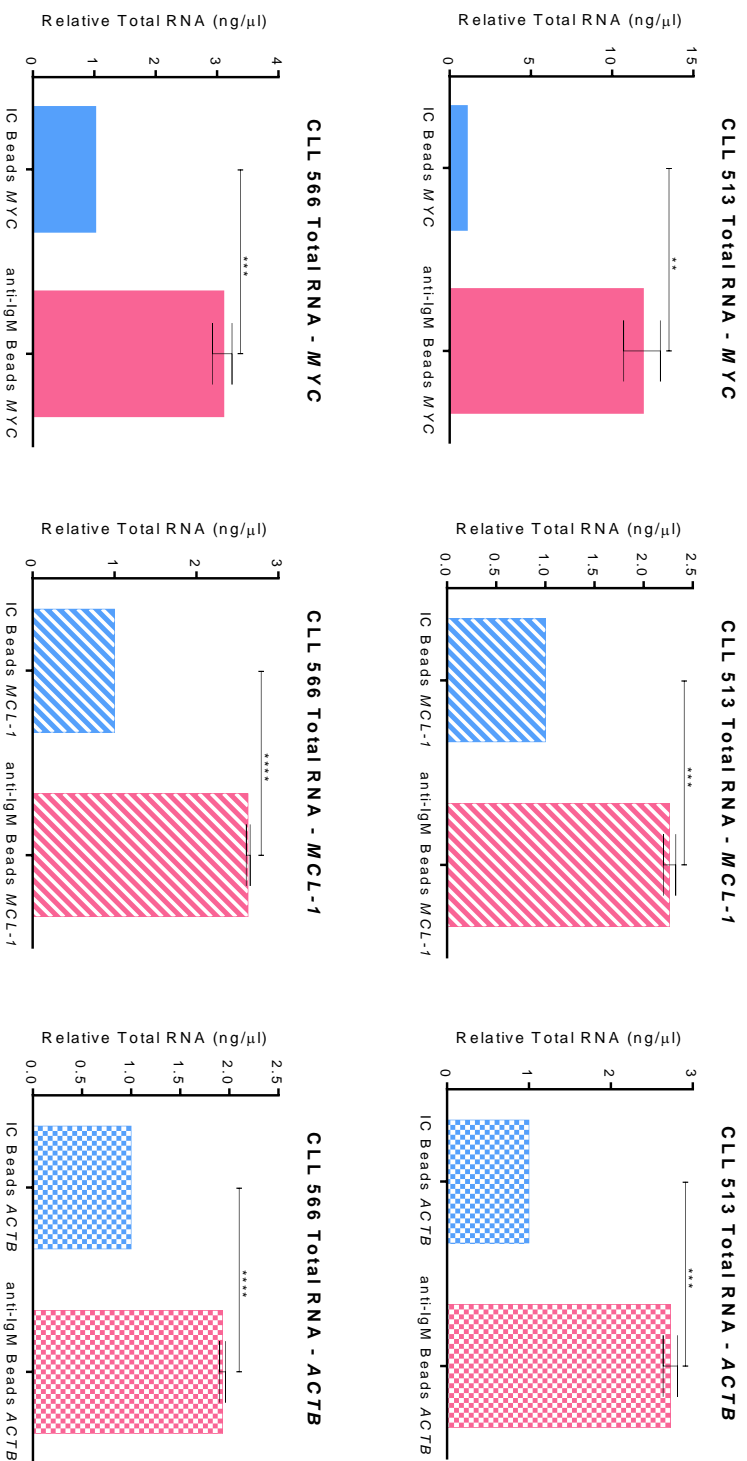 CLL 513 Total RNA - MYC
Relative Total RNA (ng/μl)
15
10
5
0
**
IC Beads MYC
anti-IgM Beads MYC
CLL 513 Total RNA - MCL-1
Relative Total RNA (ng/μl)
2.5
2.0
1.5
1.0
0.5
0.0
***
IC Beads MCL-1
anti-IgM Beads MCL-1
CLL 513 Total RNA - ACTB
Relative Total RNA (ng/μl)
3
2
1
0
***
IC Beads ACTB
anti-IgM Beads ACTB
CLL 566 Total RNA - MYC
Relative Total RNA (ng/μl)
4
3
2
1
0
***
IC Beads MYC
anti-IgM Beads MYC
CLL 566 Total RNA - MCL-1
Relative Total RNA (ng/μl)
3
2
1
0
****
IC Beads MCL-1
anti-IgM Beads MCL-1
CLL 566 Total RNA - ACTB
Relative Total RNA (ng/μl)
2.5
2.0
1.5
1.0
0.5
0.0
****
IC Beads ACTB
anti-IgM Beads ACTB